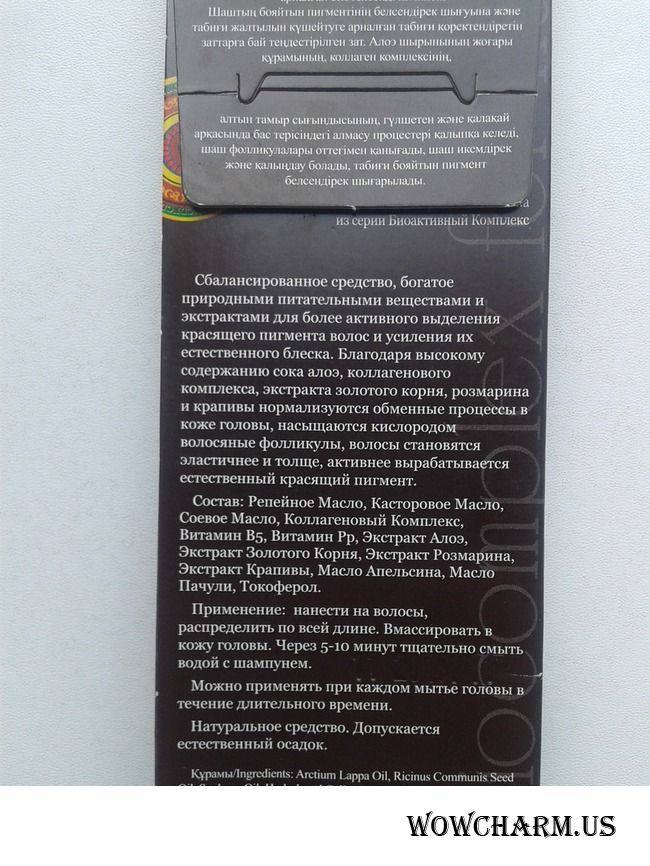 Шаштың бояйтын пигментінің белсендірек шығуына және
табиғи жалтылын күшейтуге арналған табиғи қоректендіретін
заттарға бай теңдестірілген зат. Алоэ шырынының жоғары
құрамының, коллаген комплексінің,
алтын тамыр сығындысының, гүлшетен және қалақай
арқасында бас терісіндегі алмасу процестері қалыпқа келеді,
шаш фолликулалары оттегімен қанығады, шаш икемдірек
және қалыңдау болады, табиғи бояйтын пигмент
белсендірек шығарылады.
из серии Биоактивный Комплекс
Сбалансированное средство, богатое
природными питательными веществами и
экстрактами для более активного выделения
красящего пигмента волос и усиления их
естественного блеска. Благодаря высокому
содержанию сока алоэ, коллагенового
комплекса, экстракта золотого корня, розмарина
и крапивы нормализуются обменные процессы в
коже головы, насыщаются кислородом
волосяные фолликулы, волосы становятся
эластичнее и толще, активнее вырабатывается
естественный красящий пигмент.
Состав: Репейное Масло, Касторовое Масло,
Соевое Масло, Коллагеновый Комплекс,
Витамин В5, Витамин Рр, Экстракт Алоэ,
Экстракт Золотого Корня, Экстракт Розмарина,
Экстракт Крапивы, Масло Апельсина, Масло
Пачули, Токоферол.
Применение: нанести на волосы,
распределить по всей длине. Вмассировать в
кожу головы. Через 5-10 минут тщательно смыть
водой с шампунем.
Можно применять при каждом мытье головы в
течение длительного времени.
Натуральное средство. Допускается
естественный осадок.
Құрамы/Ingredients: Arctium Lappa Oil, Ricinus Communis Seed
complex
WOWCHARM.US